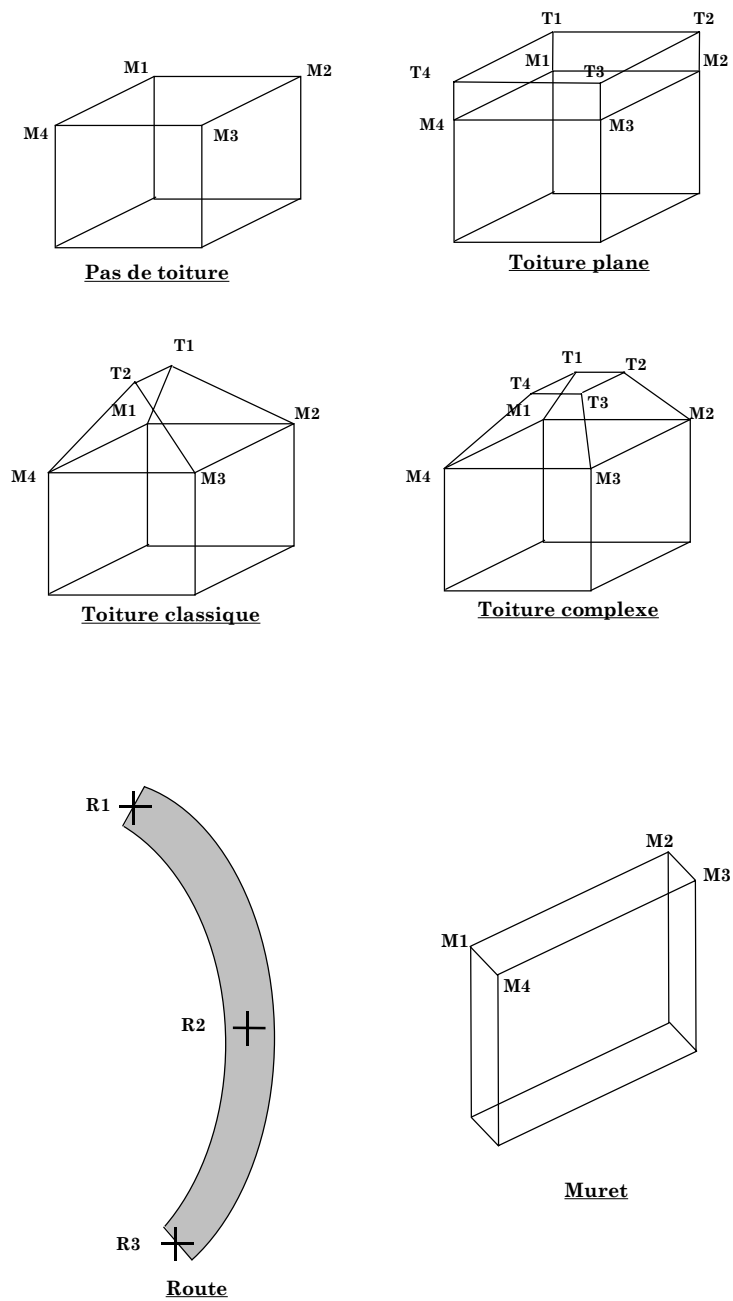 M1
M2
M4
M3
Pas de toiture
T1
T2
M1
M2
T4
T3
M4
M3
Toiture plane
T1
T2
M1
M2
M4
M3
Toiture classique
T1
T2
T4
T3
M1
M2
M4
M3
Toiture complexe
R1
R2
R3
Route
M2
M3
M1
M4
Muret